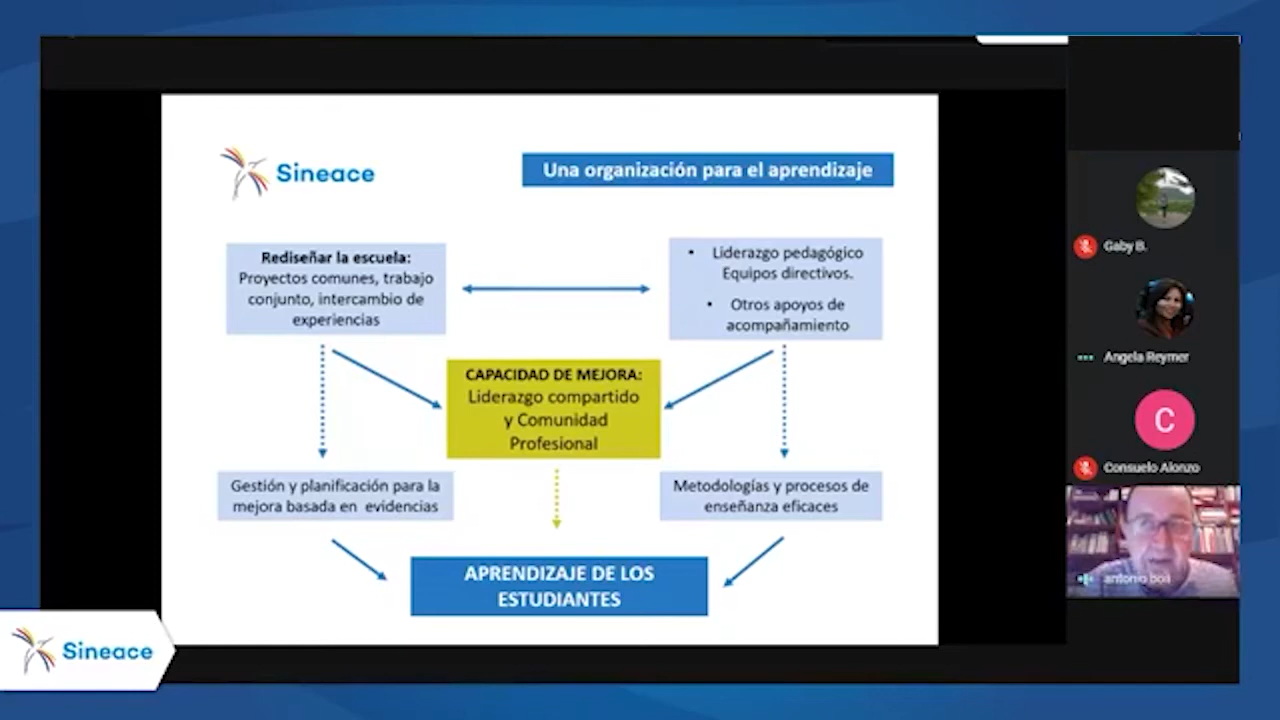 Sineace
Una organización para el aprendizaje
Rediseñar la escuela:
Proyectos comunes, trabajo
conjunto, intercambio de
experiencias
• Liderazgo pedagógico
Equipos directivos.
• Otros apoyos de
acompañamiento
CAPACIDAD DE MEJORA:
Liderazgo compartido
y Comunidad
Profesional
Gestión y planificación para la
mejora basada en evidencias
Metodologías y procesos de
enseñanza eficaces
APRENDIZAJE DE LOS
ESTUDIANTES
Gaby B.
Angela Reymer
C
Consuelo Alonzo
antonio
Sineace